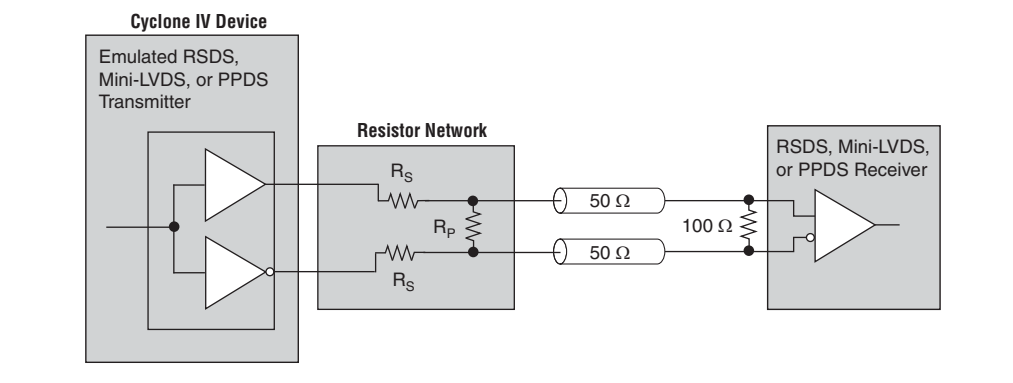 Cyclone IV Device
Emulated RSDS,
Mini-LVDS, or PPDS
Transmitter
Resistor Network
RS
RP
RS
50 Ω
50 Ω
100 Ω
RSDS, Mini-LVDS,
or PPDS Receiver